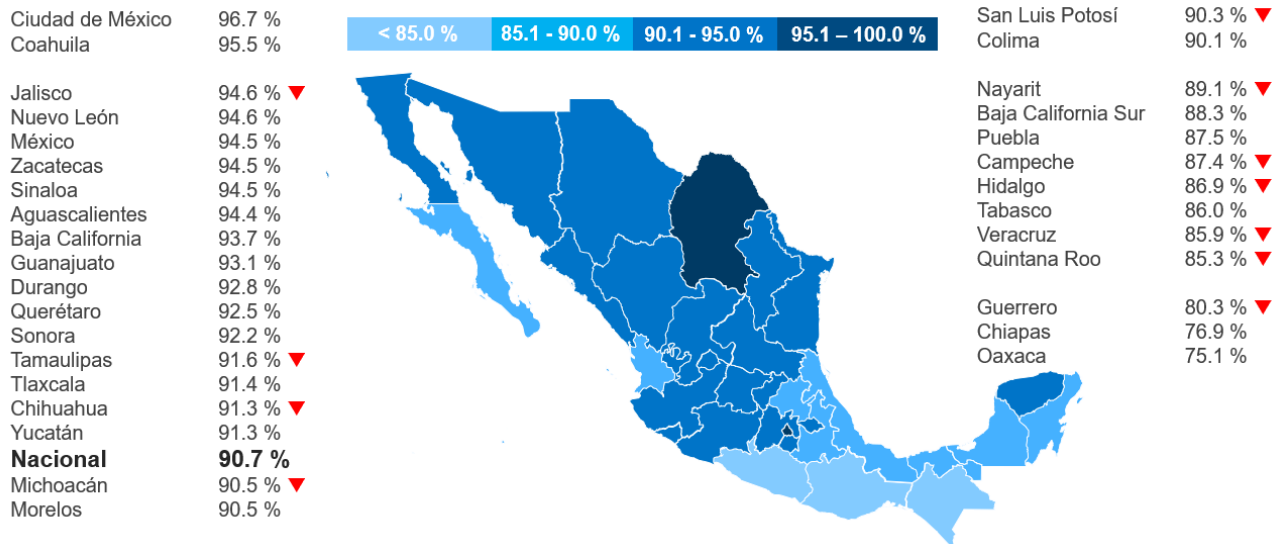 Ciudad de México 96.7 %
Coahuila 95.5 %
Jalisco 94.6 %
Nuevo León 94.6 %
México 94.5 %
Zacatecas 94.5 %
Sinaloa 94.5 %
Aguascalientes 94.4 %
Baja California 93.7 %
Guanajuato 93.1 %
Durango 92.8 %
Querétaro 92.5 %
Sonora 92.2 %
Tamaulipas 91.6 %
Tlaxcala 91.4 %
Chihuahua 91.3 %
Yucatán 91.3 %
Nacional 90.7 %
Michoacán 90.5 %
Morelos 90.5 %
< 85.0 % 85.1 - 90.0 % 90.1 - 95.0 % 95.1 – 100.0 %
San Luis Potosí 90.3 %
Colima 90.1 %
Nayarit 89.1 %
Baja California Sur 88.3 %
Puebla 87.5 %
Campeche 87.4 %
Hidalgo 86.9 %
Tabasco 86.0 %
Veracruz 85.9 %
Quintana Roo 85.3 %
Guerrero 80.3 %
Chiapas 76.9 %
Oaxaca 75.1 %